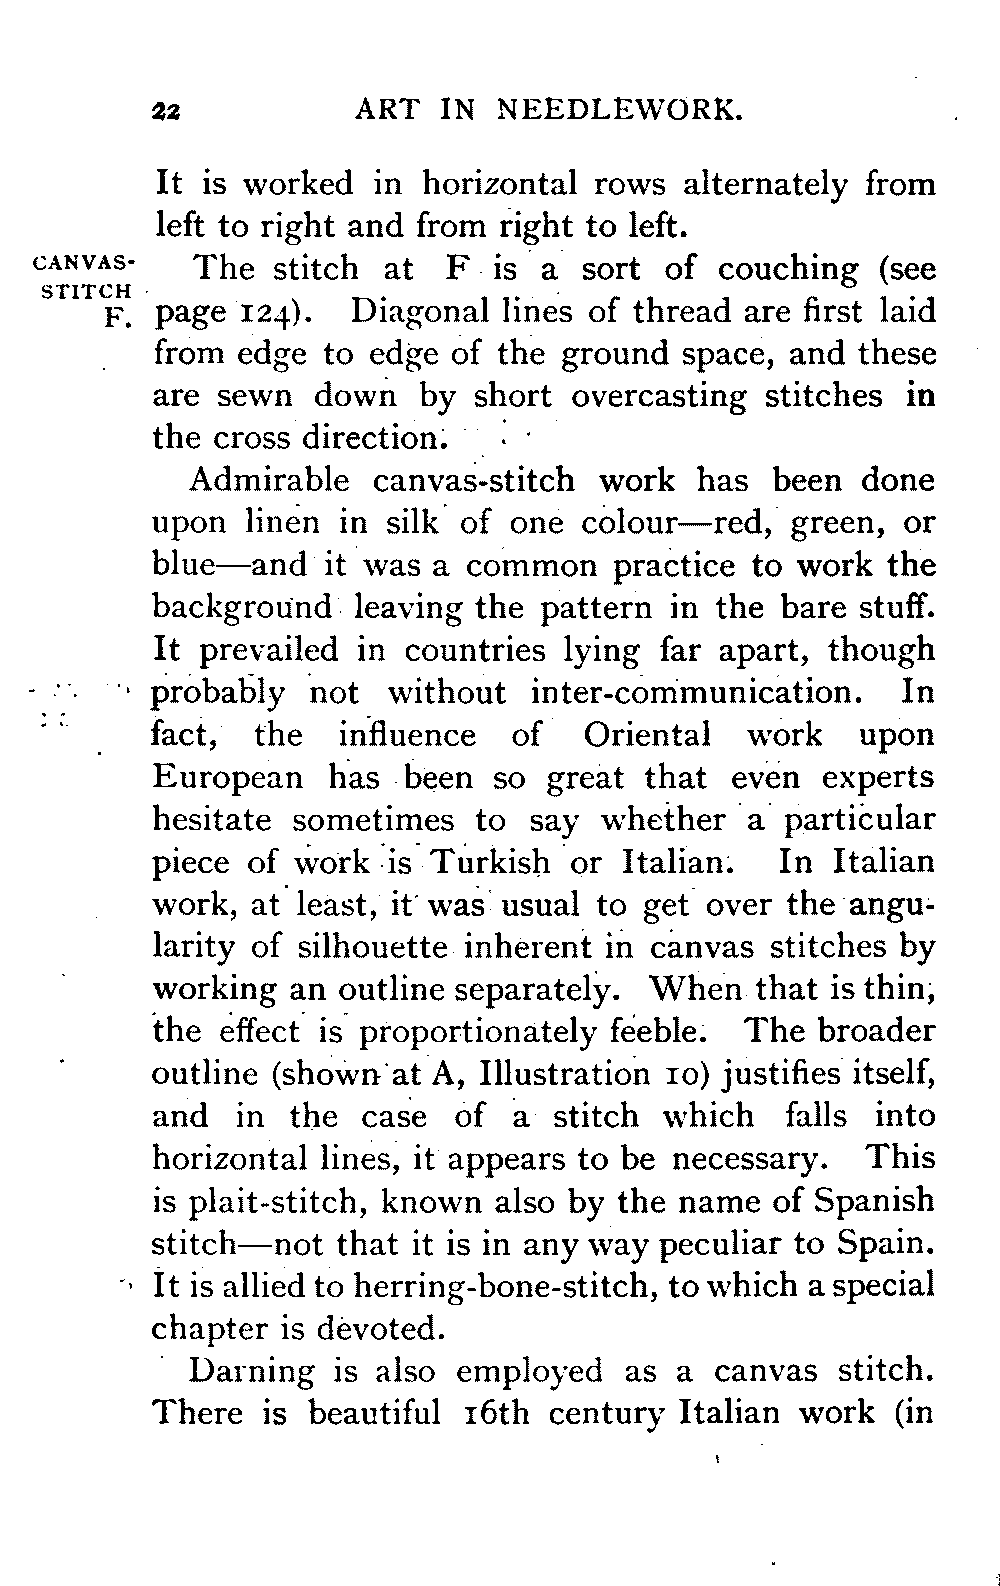 22 ART IN NEEDLEWORK.
It is worked in horizontal rows alternately from
left to right and from right to left.
CANVAS-
STITCH
F.
The stitch at F is a sort of couching (see
page 124). Diagonal lines of thread are first laid
from edge to edge of the ground space, and these
are sewn down by short overcasting stitches in
the cross direction.
Admirable canvas-stitch work has been done
upon linen in silk of one colour—red, green, or
blue—and it was a common practice to work the
background leaving the pattern in the bare stuff.
It prevailed in countries lying far apart, though
probably not without inter-communication. In
fact, the influence of Oriental work upon
European has been so great that even experts
hesitate sometimes to say whether a particular
piece of work is Turkish or Italian. In Italian
work, at least, it was usual to get over the angu-
larity of silhouette inherent in canvas stitches by
working an outline separately. When that is thin,
the effect is proportionately feeble. The broader
outline (shown at A, Illustration 10) justifies itself,
and in the case of a stitch which falls into
horizontal lines, it appears to be necessary. This
is plait-stitch, known also by the name of Spanish
stitch—not that it is in any way peculiar to Spain.
It is allied to herring-bone-stitch, to which a special
chapter is devoted.
Darning is also employed as a canvas stitch.
There is beautiful 16th century Italian work (in